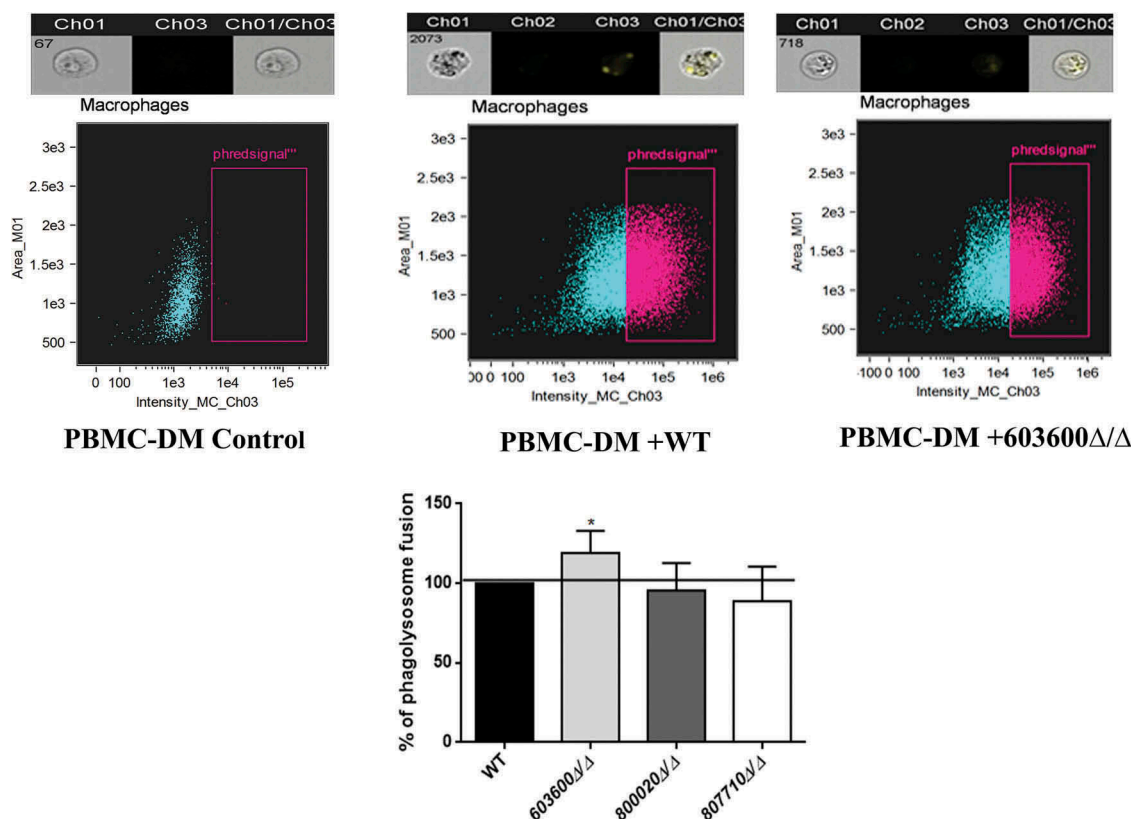 Ch01 Ch03 Ch01/Ch03
67
Macrophages
phredsignal'''
3e3
2.5e3
2e3
1.5e3
1e3
500
Area_M01
0 100 1e3 1e4 1e5
Intensity_MC_Ch03
PBMC-DM Control
Ch01 Ch02 Ch03 Ch01/Ch03
2073
Macrophages
phredsignal'''
3e3
2.5e3
2e3
1.5e3
1e3
500
Area_M01
00 0 100 1e3 1e4 1e5 1e6
Intensity_MC_Ch03
PBMC-DM +WT
Ch01 Ch02 Ch03 Ch01/Ch03
718
Macrophages
phredsignal'''
3e3
2.5e3
2e3
1.5e3
1e3
500
Area_M01
-100 0 100 1e3 1e4 1e5 1e6
Intensity_MC_Ch03
PBMC-DM +603600Δ/Δ
% of phagolysosome fusion
150
100
50
0
*
WT
603600Δ/Δ
800020Δ/Δ
807710Δ/Δ